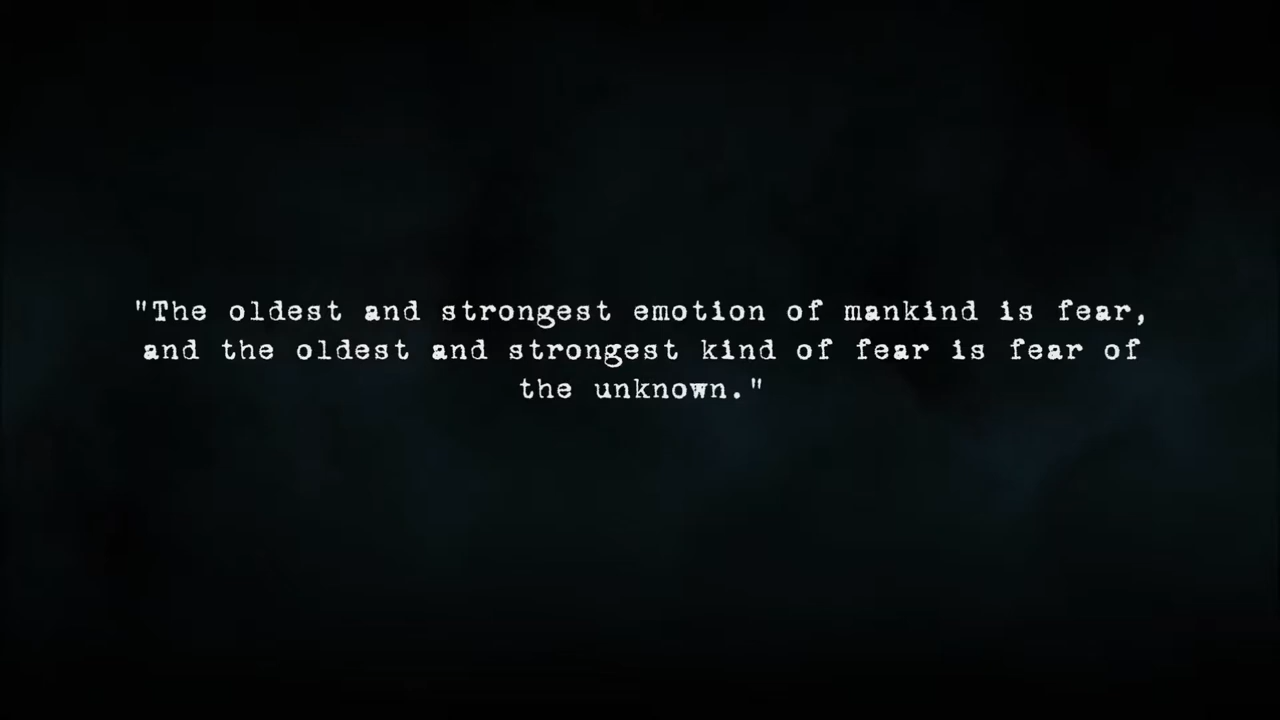 "The oldest and strongest emotion of mankind is fear,
and the oldest and strongest kind of fear is fear of
the unknown."